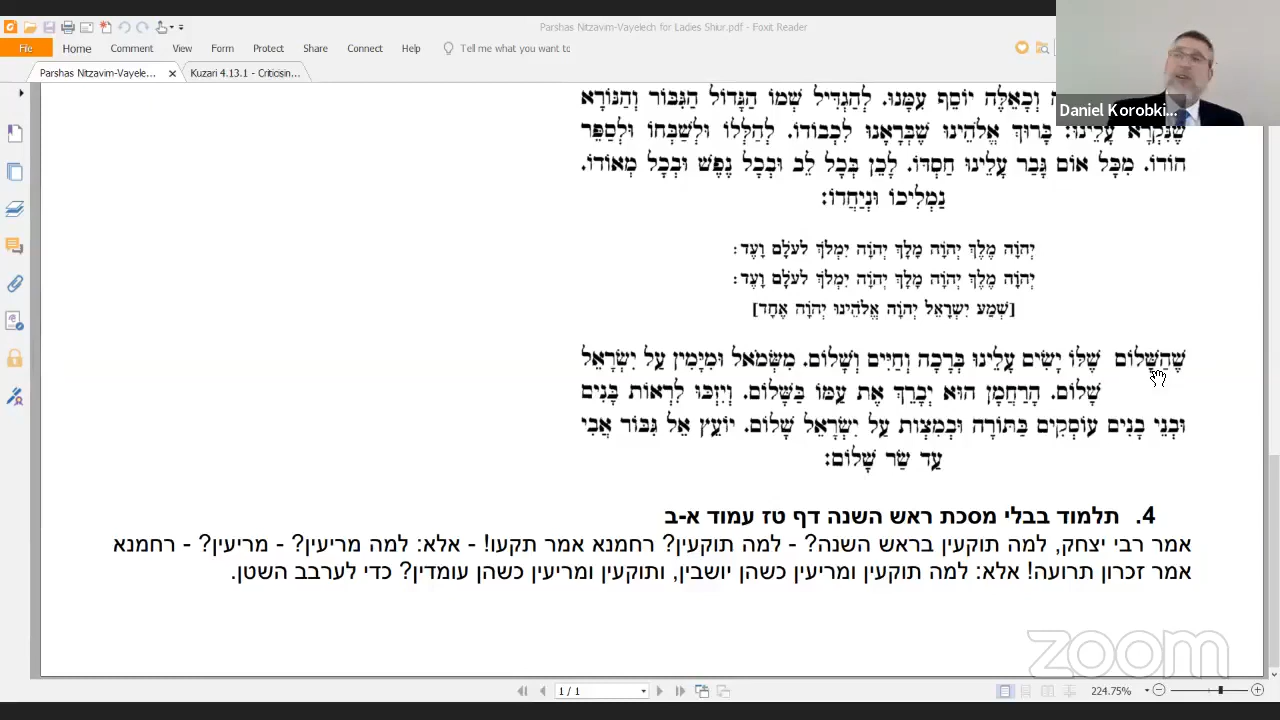 Parshas Nitzavim-Vayelech for Ladies Shiur.pdf - Foxit Reader
File Home Comment View Form Protect Share Connect Help Tell me what you want to
Parshas Nitzavim-Vayele... × Kuzari 4.13.1 - Criticisin...
Daniel Korobki...
וְכָאֵלֶּה יוֹסֵף עִמָּנוּ. לְהַגְדִּיל שְׁמוֹ הַגָּדוֹל הַגִּבּוֹר וְהַנּוֹרָא
שֶׁנִּקְרָא עָלֵינוּ: בָּרוּךְ אֱלֹהֵינוּ שֶׁבְּרָאָנוּ לִכְבוֹדוֹ. לְהַלְלוֹ וּלְשַׁבְּחוֹ וּלְסַפֵּר
הוֹדוֹ. מִכָּל אוֹם גָּבַר עָלֵינוּ חַסְדּוֹ. לָכֵן בְּכָל לֵב וּבְכָל נֶפֶשׁ וּבְכָל מְאוֹדוֹ.
נַמְלִיכוֹ וּנְיַחֲדוֹ:
יְהֹוָה מֶלֶךְ יְהֹוָה מָלָךְ יְהֹוָה יִמְלֹךְ לְעֹלָם וָעֶד:
יְהֹוָה מֶלֶךְ יְהֹוָה מָלָךְ יְהֹוָה יִמְלֹךְ לְעֹלָם וָעֶד:
[שְׁמַע יִשְׂרָאֵל יְהֹוָה אֱלֹהֵינוּ יְהֹוָה אֶחָד]
שֶׁהַשָּׁלוֹם שֶׁלּוֹ יָשִׂים עָלֵינוּ בְּרָכָה וְחַיִּים וְשָׁלוֹם. מִשְּׂמֹאל וּמִיָּמִין עַל יִשְׂרָאֵל
שָׁלוֹם. הָרַחֲמָן הוּא יְבָרֵךְ אֶת עַמּוֹ בַּשָּׁלוֹם. וְיִזְכּוּ לִרְאוֹת בָּנִים
וּבְנֵי בָנִים עוֹסְקִים בַּתּוֹרָה וּבְמִצְוֹת עַל יִשְׂרָאֵל שָׁלוֹם. יוֹעֵץ אֵל גִּבּוֹר אֲבִי
עַד שַׂר שָׁלוֹם:
4. תלמוד בבלי מסכת ראש השנה דף טז עמוד א-ב
אמר רבי יצחק, למה תוקעין בראש השנה? - למה תוקעין? רחמנא אמר תקעו! - אלא: למה מריעין? - מריעין? - רחמנא
אמר זכרון תרועה! אלא: למה תוקעין ומריעין כשהן יושבין, ותוקעין ומריעין כשהן עומדין? כדי לערבב השטן.
zoom
1 / 1 224.75%